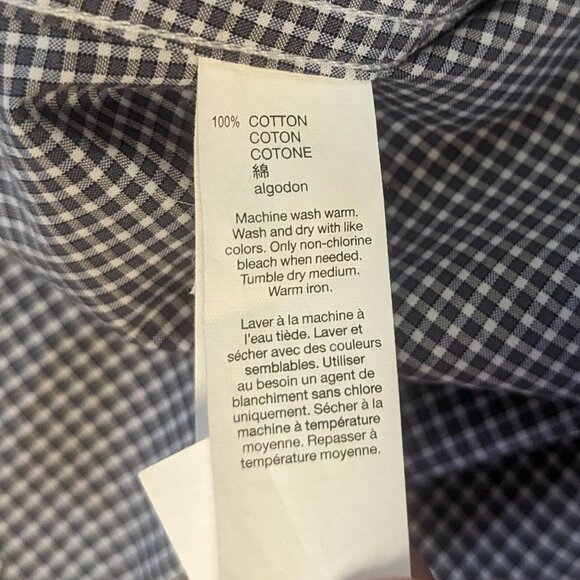 100% COTTON
COTON
COTONE
綿
algodon
Machine wash warm.
Wash and dry with like
colors. Only non-chlorine
bleach when needed.
Tumble dry medium.
Warm iron.
Laver à la machine à
l'eau tiède. Laver et
sécher avec des couleurs
semblables. Utiliser
au besoin un agent de
blanchiment sans chlore
uniquement. Sécher à la
machine à température
moyenne. Repasser à
température moyenne.